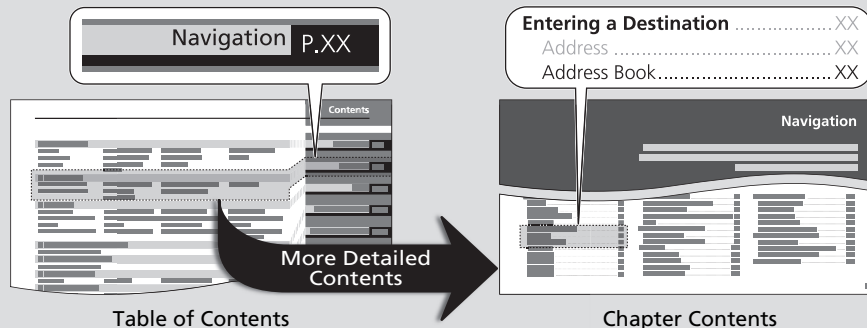 Navigation P.XX
Entering a Destination .................. XX
Address .................................... XX
Address Book............................... XX
Contents
Navigation
More Detailed
Contents
Table of Contents
Chapter Contents